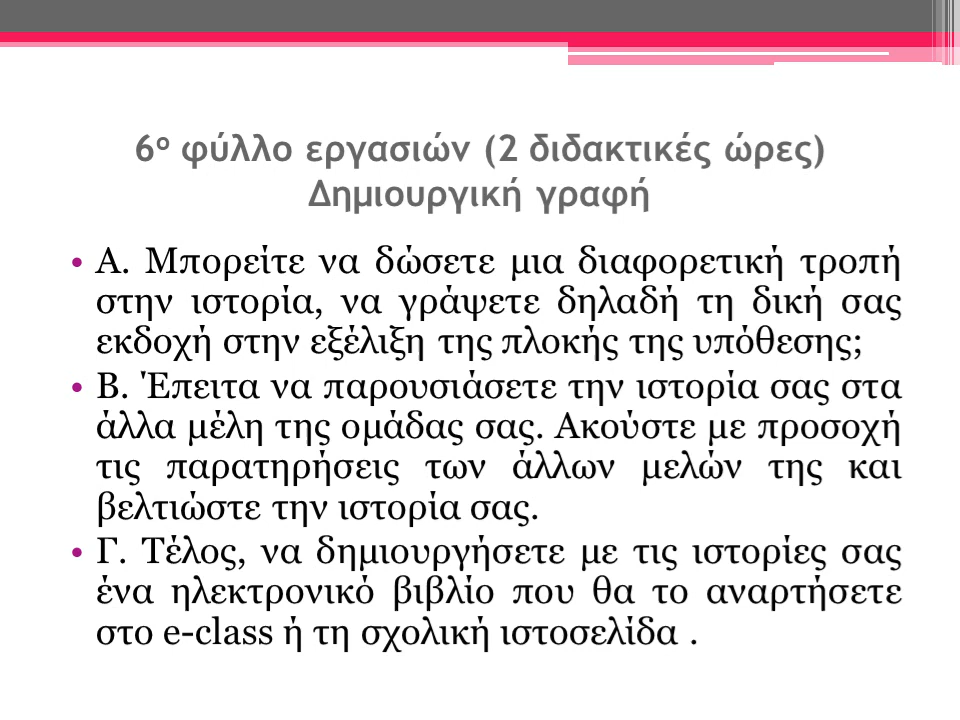 6ο φύλλο εργασιών (2 διδακτικές ώρες)
Δημιουργική γραφή
• Α. Μπορείτε να δώσετε μια διαφορετική τροπή
στην ιστορία, να γράψετε δηλαδή τη δική σας
εκδοχή στην εξέλιξη της πλοκής της υπόθεσης;
• Β. Έπειτα να παρουσιάσετε την ιστορία σας στα
άλλα μέλη της ομάδας σας. Ακούστε με προσοχή
τις παρατηρήσεις των άλλων μελών της και
βελτιώστε την ιστορία σας.
• Γ. Τέλος, να δημιουργήσετε με τις ιστορίες σας
ένα ηλεκτρονικό βιβλίο που θα το αναρτήσετε
στο e-class ή τη σχολική ιστοσελίδα .